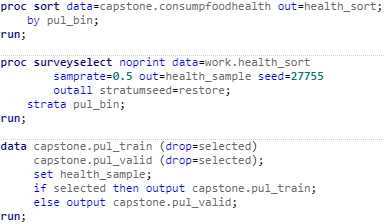 proc sort data=capstone.consumpfoodhealth out=health_sort;
by pul_bin;
run;
proc surveyselect noprint data=work.health_sort
samprate=0.5 out=health_sample seed=27755
outall stratumseed=restore;
strata pul_bin;
run;
data capstone.pul_train (drop=selected)
capstone.pul_valid (drop=selected);
set health_sample;
if selected then output capstone.pul_train;
else output capstone.pul_valid;
run;